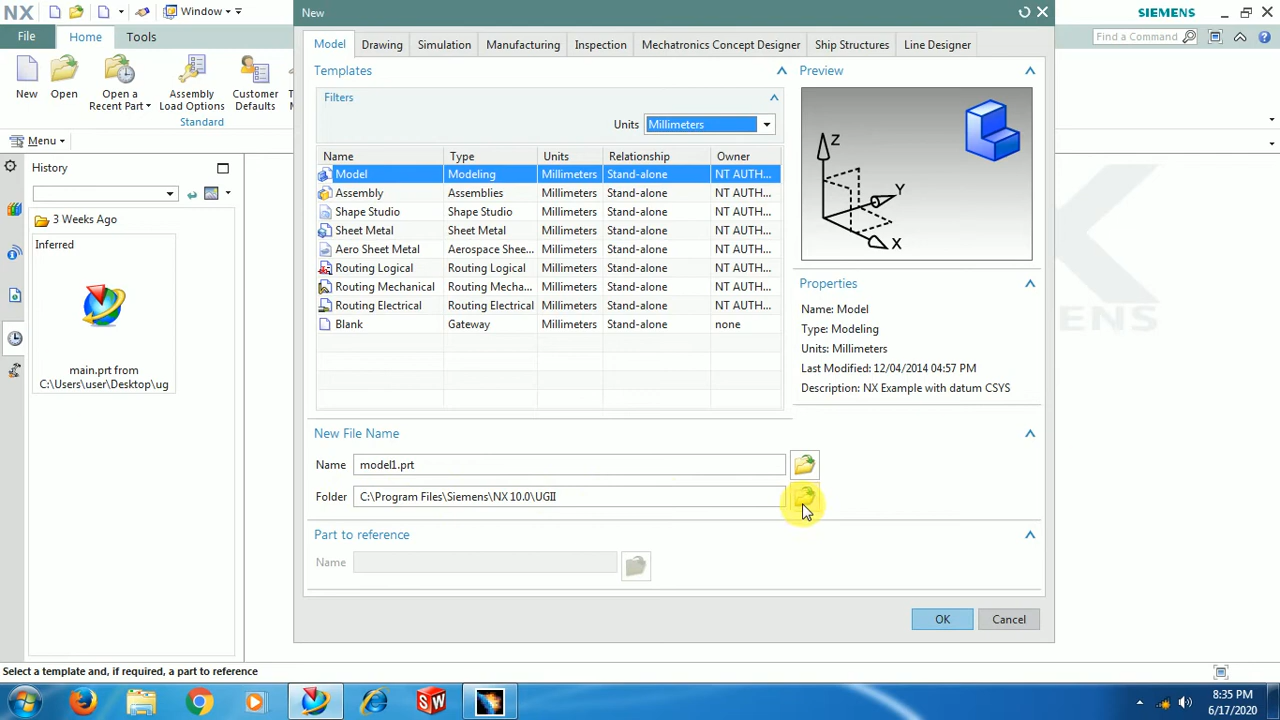 NX
Window
New
SIEMENS
File
Home
Tools
Find a Command
Model
Drawing
Simulation
Manufacturing
Inspection
Mechatronics Concept Designer
Ship Structures
Line Designer
New
Open
Open a
Recent Part
Assembly
Load Options
Customer
Defaults
Standard
Menu
History
3 Weeks Ago
Inferred
main.prt from
C:\Users\user\Desktop\ug
Templates
Filters
Units Millimeters
Name Type Units Relationship Owner
Model Modeling Millimeters Stand-alone NT AUTH...
Assembly Assemblies Millimeters Stand-alone NT AUTH...
Shape Studio Shape Studio Millimeters Stand-alone NT AUTH...
Sheet Metal Sheet Metal Millimeters Stand-alone NT AUTH...
Aero Sheet Metal Aerospace Shee... Millimeters Stand-alone NT AUTH...
Routing Logical Routing Logical Millimeters Stand-alone NT AUTH...
Routing Mechanical Routing Mecha... Millimeters Stand-alone NT AUTH...
Routing Electrical Routing Electrical Millimeters Stand-alone NT AUTH...
Blank Gateway Millimeters Stand-alone none
Preview
Z
Y
X
Properties
Name: Model
Type: Modeling
Units: Millimeters
Last Modified: 12/04/2014 04:57 PM
Description: NX Example with datum CSYS
New File Name
Name model1.prt
Folder C:\Program Files\Siemens\NX 10.0\UGII
Part to reference
Name
OK
Cancel
Select a template and, if required, a part to reference
SW
8:35 PM
6/17/2020